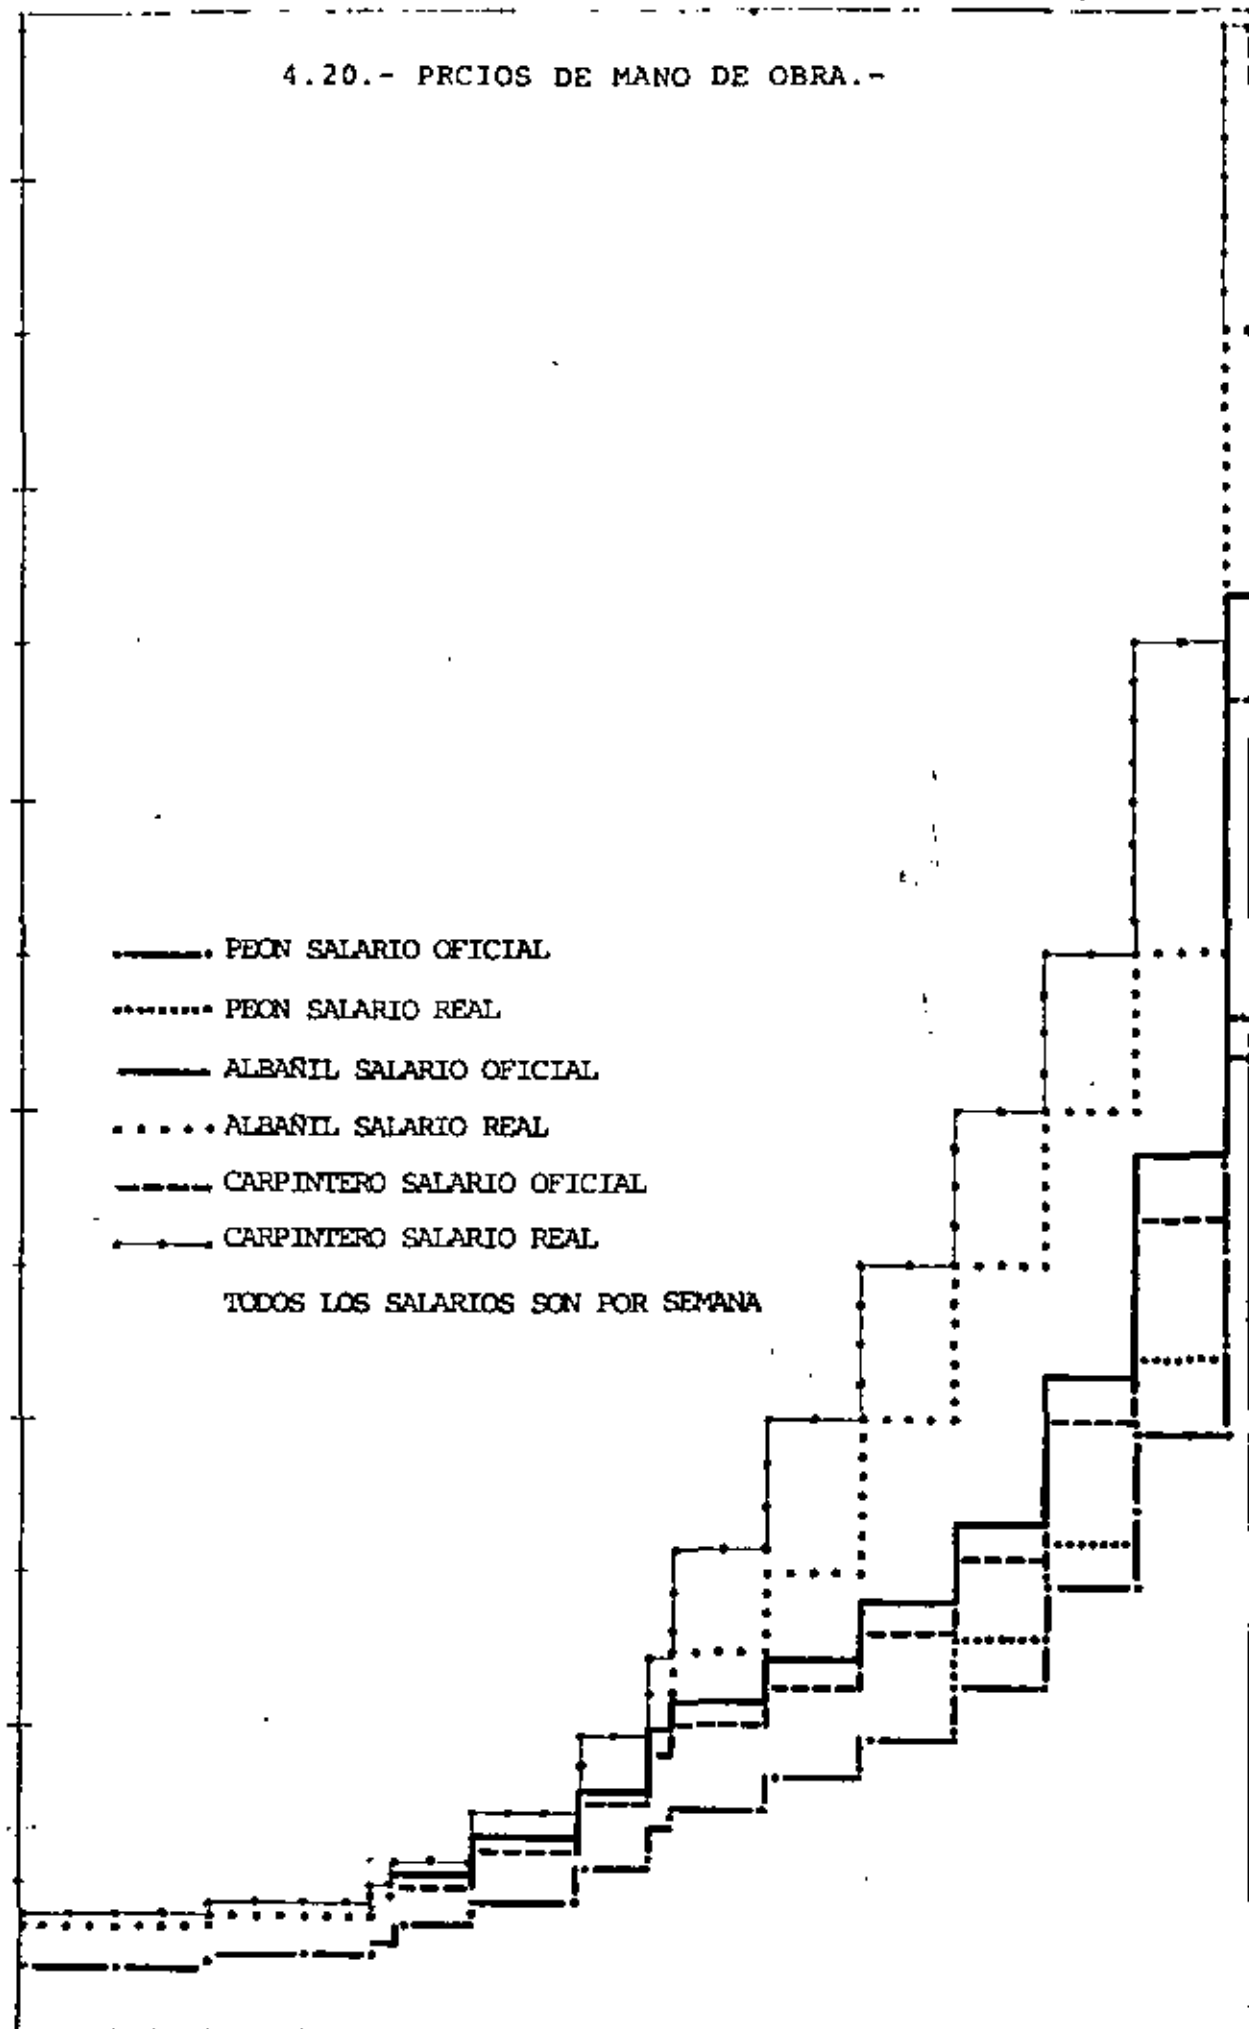 4.20.- PRCIOS DE MANO DE OBRA.-
PEON SALARIO OFICIAL
PEON SALARIO REAL
ALBAÑIL SALARIO OFICIAL
ALBAÑIL SALARIO REAL
CARPINTERO SALARIO OFICIAL
CARPINTERO SALARIO REAL
TODOS LOS SALARIOS SON POR SEMANA